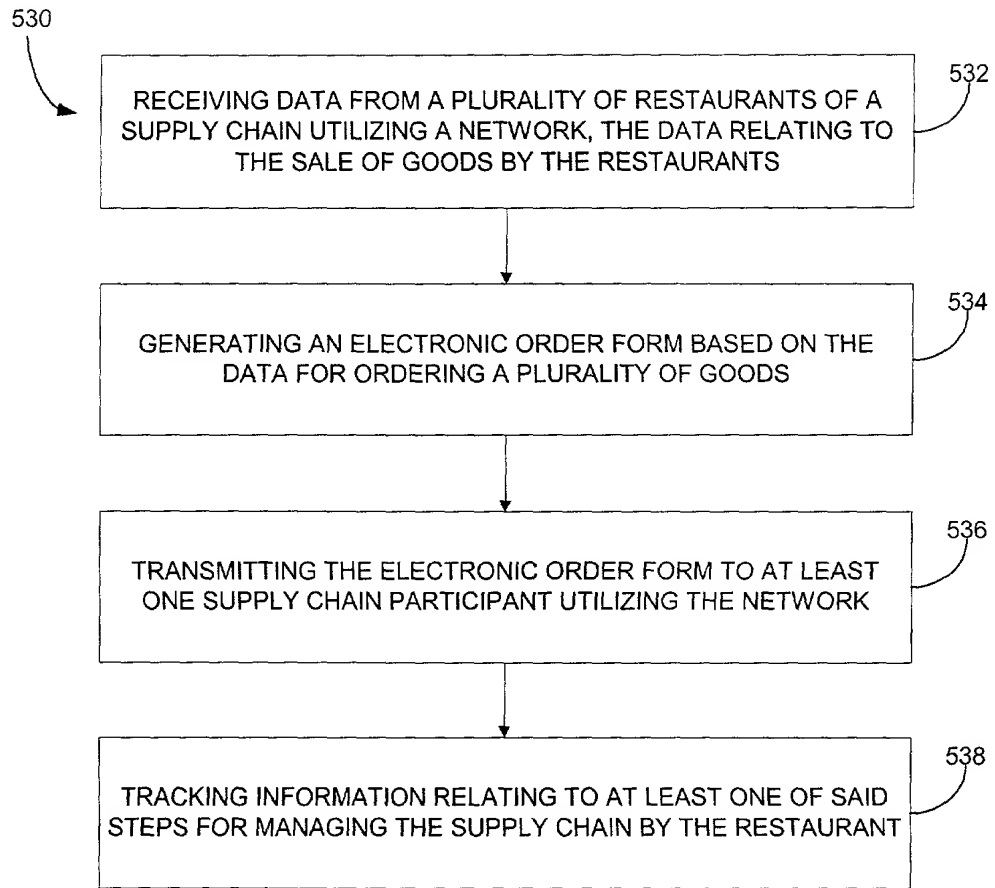 530
532
RECEIVING DATA FROM A PLURALITY OF RESTAURANTS OF A
SUPPLY CHAIN UTILIZING A NETWORK, THE DATA RELATING TO
THE SALE OF GOODS BY THE RESTAURANTS
534
GENERATING AN ELECTRONIC ORDER FORM BASED ON THE
DATA FOR ORDERING A PLURALITY OF GOODS
536
TRANSMITTING THE ELECTRONIC ORDER FORM TO AT LEAST
ONE SUPPLY CHAIN PARTICIPANT UTILIZING THE NETWORK
538
TRACKING INFORMATION RELATING TO AT LEAST ONE OF SAID
STEPS FOR MANAGING THE SUPPLY CHAIN BY THE RESTAURANT